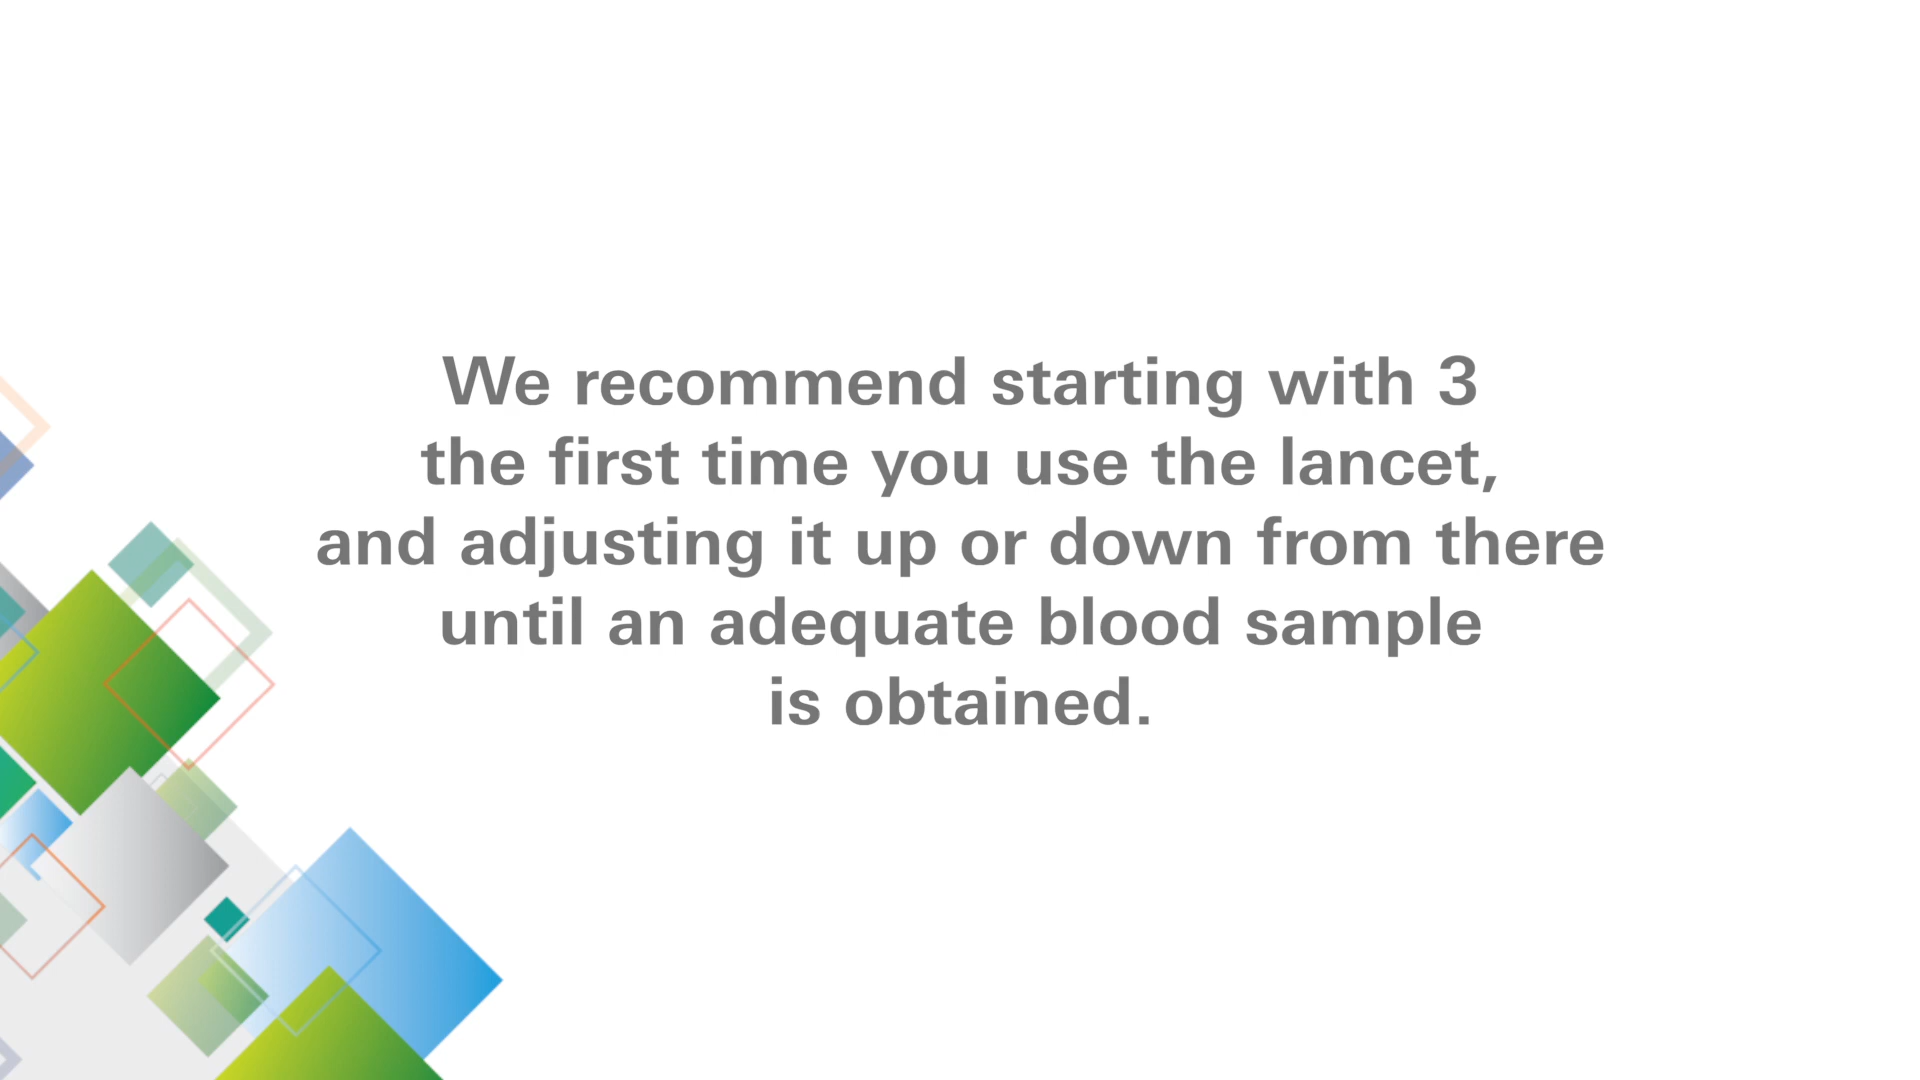 We recommend starting with 3
the first time you use the lancet,
and adjusting it up or down from there
until an adequate blood sample
is obtained.